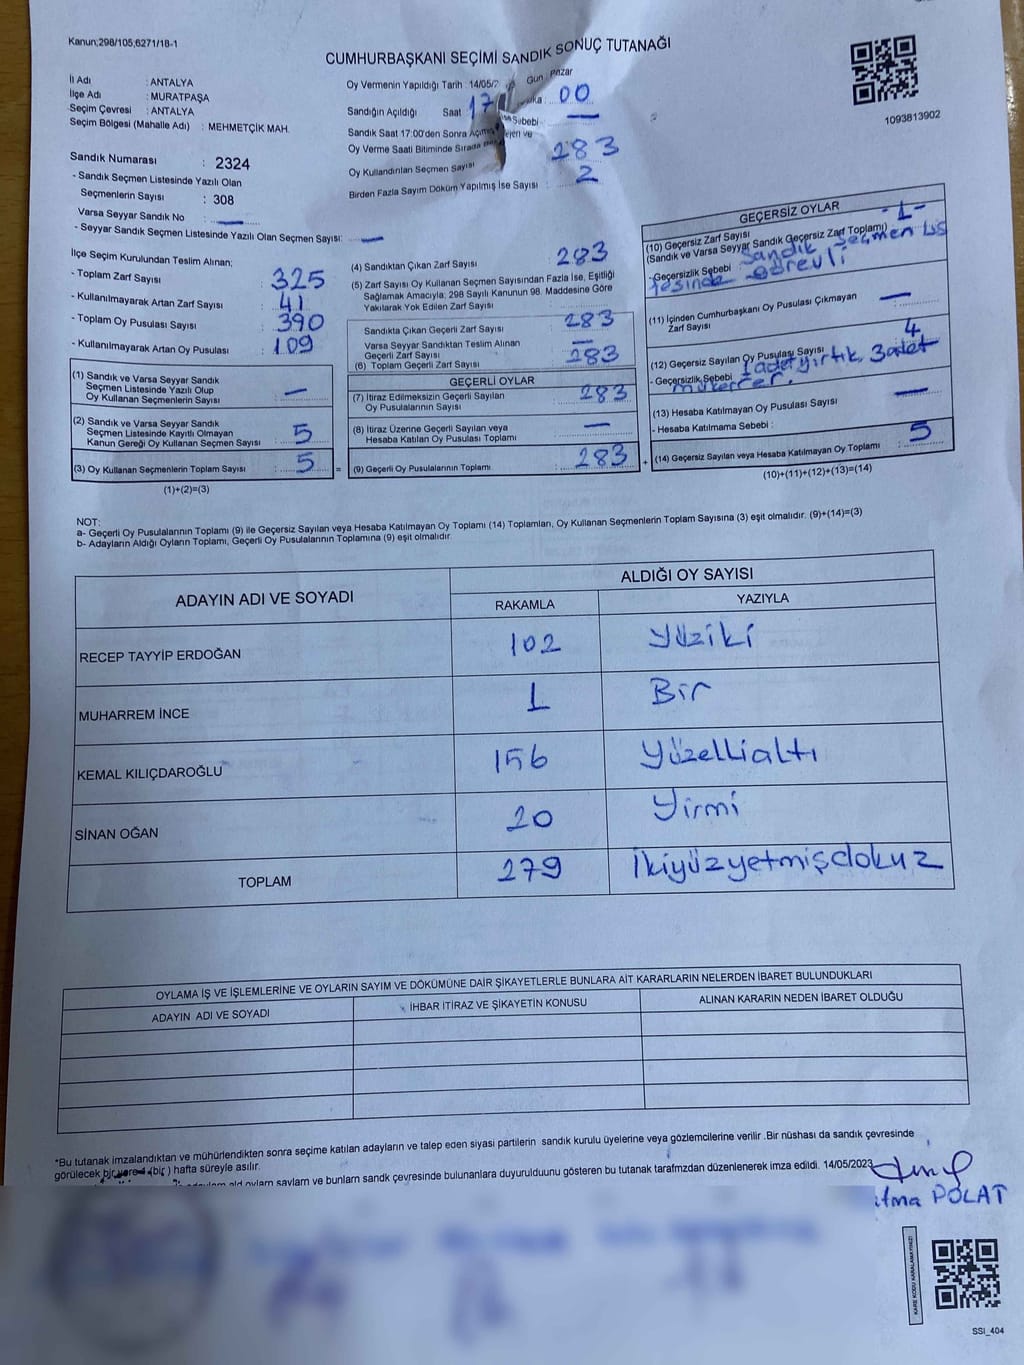 Kanun;298/105,6271/18-1
CUMHURBAŞKANI SEÇİMİ SANDIK SONUÇ TUTANAĞI
1093813902
İl Adı : ANTALYA
İlçe Adı : MURATPAŞA
Seçim Çevresi : ANTALYA
Seçim Bölgesi (Mahalle Adı) : MEHMETÇİK MAH.
Sandık Numarası : 2324
- Sandık Seçmen Listesinde Yazılı Olan
Seçmenlerin Sayısı : 308
Varsa Seyyar Sandık No : —
- Seyyar Sandık Seçmen Listesinde Yazılı Olan Seçmen Sayısı: —
Oy Vermenin Yapıldığı Tarih : 14/05/2 Gün Pazar
Sandığın Açıldığı Saat 17 00
Sebebi —
Sandık Saat 17:00'den Sonra
Oy Verme Saati Bitiminde Sırada
Oy Kullandırılan Seçmen Sayısı : 283
Birden Fazla Sayım Döküm Yapılmış İse Sayısı : 2
İlçe Seçim Kurulundan Teslim Alınan;
- Toplam Zarf Sayısı : 325
- Kullanılmayarak Artan Zarf Sayısı : 41
- Toplam Oy Pusulası Sayısı : 390
- Kullanılmayarak Artan Oy Pusulası : 109
(1) Sandık ve Varsa Seyyar Sandık
Seçmen Listesinde Yazılı Olup
Oy Kullanan Seçmenlerin Sayısı : —
(2) Sandık ve Varsa Seyyar Sandık
Seçmen Listesinde Kayıtlı Olmayan
Kanun Gereği Oy Kullanan Seçmen Sayısı : 5
(3) Oy Kullanan Seçmenlerin Toplam Sayısı : 5 =
(1)+(2)=(3)
(4) Sandıktan Çıkan Zarf Sayısı : 283
(5) Zarf Sayısı Oy Kullanan Seçmen Sayısından Fazla İse, Eşitliği
Sağlamak Amacıyla; 298 Sayılı Kanunun 98. Maddesine Göre
Yakılarak Yok Edilen Zarf Sayısı :
Sandıkta Çıkan Geçerli Zarf Sayısı : 283
Varsa Seyyar Sandıktan Teslim Alınan
Geçerli Zarf Sayısı : —
(6) Toplam Geçerli Zarf Sayısı : 283
GEÇERLİ OYLAR
(7) İtiraz Edilmeksizin Geçerli Sayılan
Oy Pusulalarının Sayısı : 283
(8) İtiraz Üzerine Geçerli Sayılan veya
Hesaba Katılan Oy Pusulası Toplamı : —
(9) Geçerli Oy Pusulalarının Toplamı : 283 +
GEÇERSİZ OYLAR
(10) Geçersiz Zarf Sayısı - 1 -
(Sandık ve Varsa Seyyar Sandık Geçersiz Zarf Toplamı)
- Geçersizlik Sebebi : Sandık seçmen Lis
tesinde görevli
(11) İçinden Cumhurbaşkanı Oy Pusulası Çıkmayan
Zarf Sayısı : —
(12) Geçersiz Sayılan Oy Pusulası Sayısı : 4
- Geçersizlik Sebebi : 1 adet yırtık 3 adet
mükerrer.
(13) Hesaba Katılmayan Oy Pusulası Sayısı : —
- Hesaba Katılmama Sebebi :
(14) Geçersiz Sayılan veya Hesaba Katılmayan Oy Toplamı : 5
(10)+(11)+(12)+(13)=(14)
NOT:
a- Geçerli Oy Pusulalarının Toplamı (9) ile Geçersiz Sayılan veya Hesaba Katılmayan Oy Toplamı (14) Toplamları, Oy Kullanan Seçmenlerin Toplam Sayısına (3) eşit olmalıdır. (9)+(14)=(3)
b- Adayların Aldığı Oyların Toplamı, Geçerli Oy Pusulalarının Toplamına (9) eşit olmalıdır
ADAYIN ADI VE SOYADI
ALDIĞI OY SAYISI
RAKAMLA YAZIYLA
RECEP TAYYİP ERDOĞAN 102 Yüziki
MUHARREM İNCE 1 Bir
KEMAL KILIÇDAROĞLU 156 Yüzellialtı
SİNAN OĞAN 20 Yirmi
TOPLAM 279 İkiyüzyetmişdokuz
OYLAMA İŞ VE İŞLEMLERİNE VE OYLARIN SAYIM VE DÖKÜMÜNE DAİR ŞİKAYETLERLE BUNLARA AİT KARARLARIN NELERDEN İBARET BULUNDUKLARI
ADAYIN ADI VE SOYADI İHBAR İTİRAZ VE ŞİKAYETİN KONUSU ALINAN KARARIN NEDEN İBARET OLDUĞU
*Bu tutanak imzalandıktan ve mühürlendikten sonra seçime katılan adayların ve talep eden siyasi partilerin sandık kurulu üyelerine veya gözlemcilerine verilir .Bir nüshası da sandık çevresinde
görülecek bir yere 1 (bir ) hafta süreyle asılır.
ald oyların sayların ve bunların sandk çevresinde bulunanlara duyurulduunu gösteren bu tutanak tarafmzdan düzenlenerek imza edildi. 14/05/2023
atma POLAT
KARE KODU KARALAMAYINIZ!
SSI_404